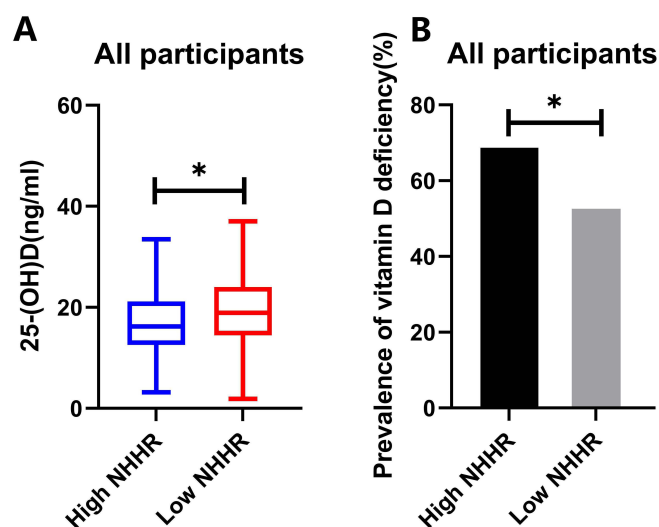 A
All participants
25-(OH)D(ng/ml)
60
40
20
0
*
High NHHR
Low NHHR
B
All participants
Prevalence of vitamin D deficiency(%)
80
60
40
20
0
*
High NHHR
Low NHHR